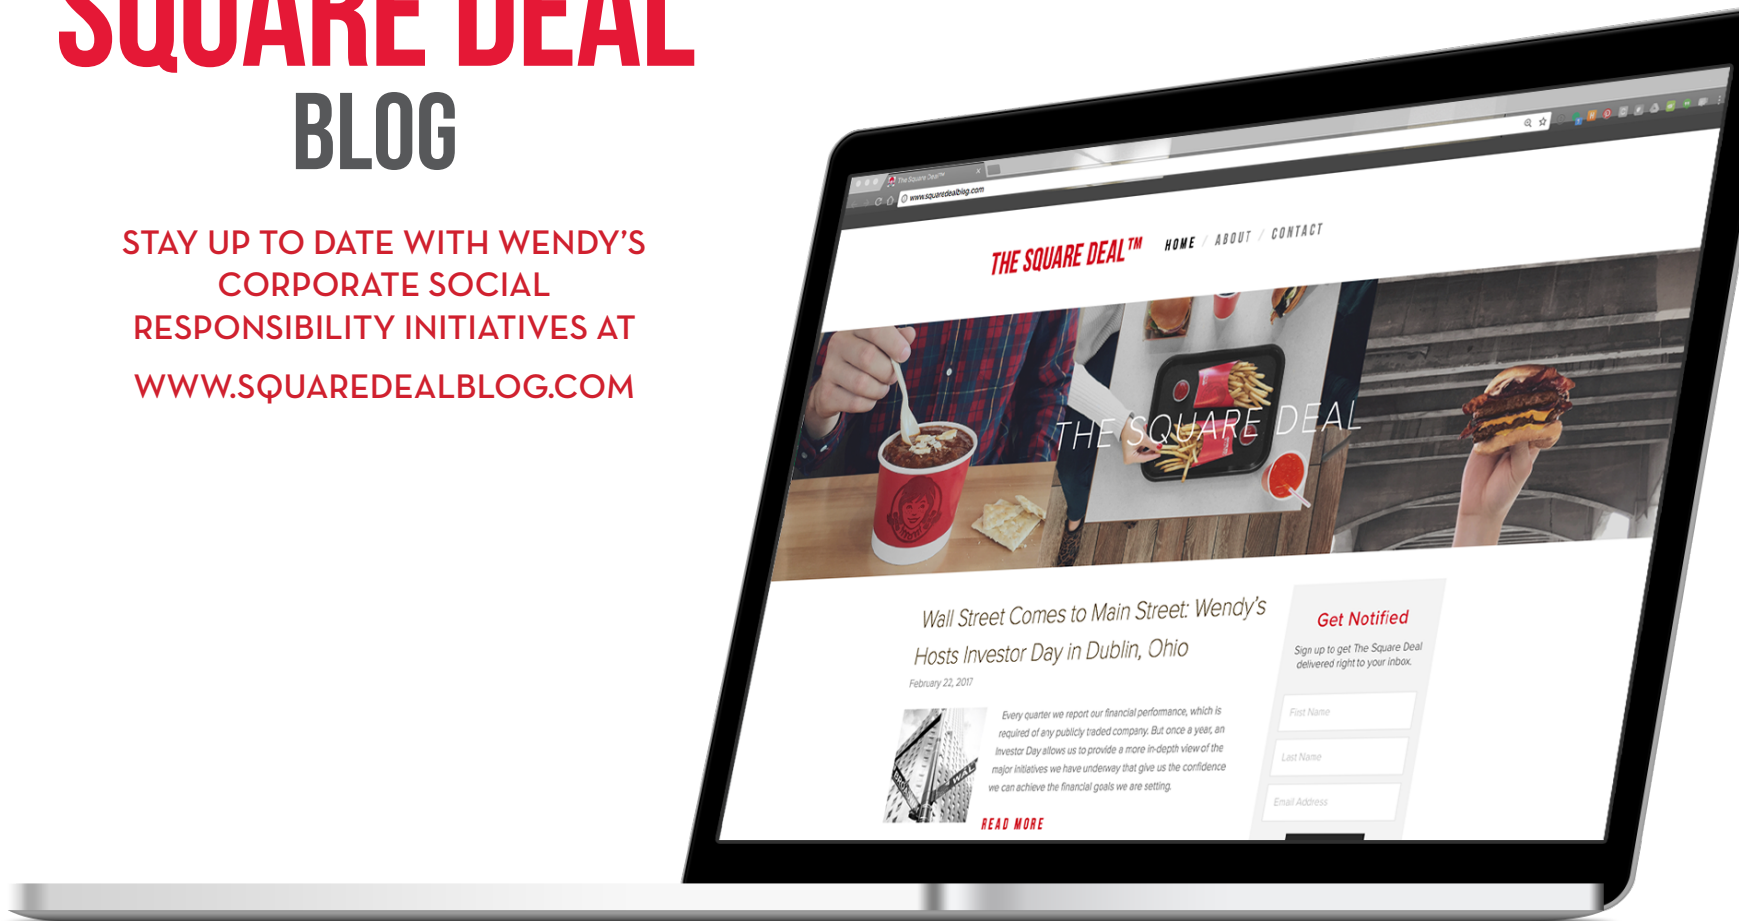 SQUARE DEAL
BLOG
STAY UP TO DATE WITH WENDY'S
CORPORATE SOCIAL
RESPONSIBILITY INITIATIVES AT
WWW.SQUAREDEALBLOG.COM
The Square Deal™
www.squaredealblog.com
THE SQUARE DEAL™ HOME / ABOUT / CONTACT
THE SQUARE DEAL
Wall Street Comes to Main Street: Wendy's
Hosts Investor Day in Dublin, Ohio
February 22, 2017
Every quarter we report our financial performance, which is
required of any publicly traded company. But once a year, an
Investor Day allows us to provide a more in-depth view of the
major initiatives we have underway that give us the confidence
we can achieve the financial goals we are setting.
READ MORE
Get Notified
Sign up to get The Square Deal
delivered right to your inbox.
First Name
Last Name
Email Address